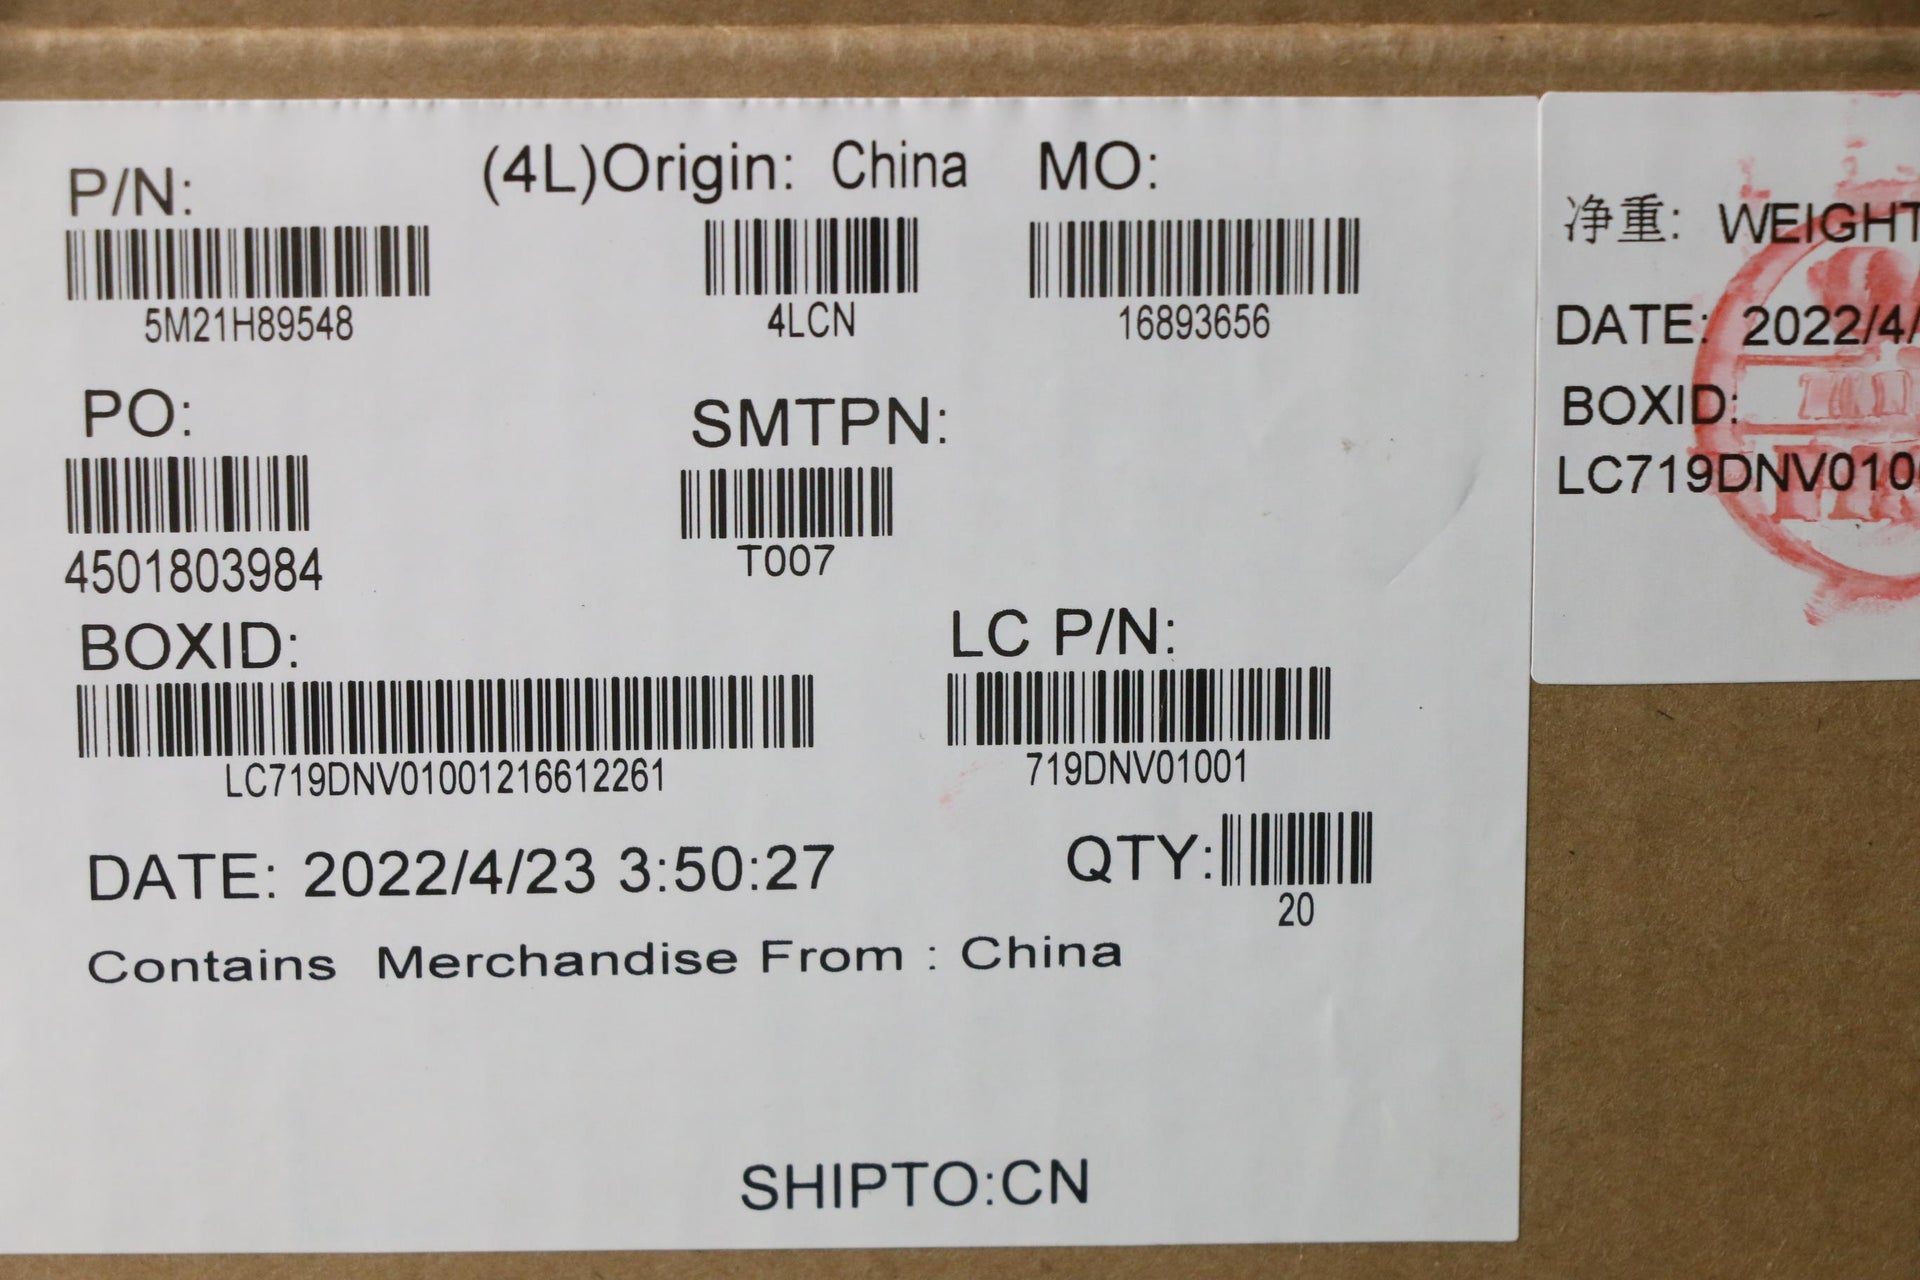 P/N:
(4L)Origin: China MO:
5M21H89548
4LCN
16893656
PO:
SMTPN:
4501803984
T007
BOXID:
LC P/N:
LC719DNV01001216612261
719DNV01001
DATE: 2022/4/23 3:50:27
QTY:
20
Contains Merchandise From : China
SHIPTO:CN
净重: WEIGHT
DATE: 2022/4/
BOXID:
LC719DNV010